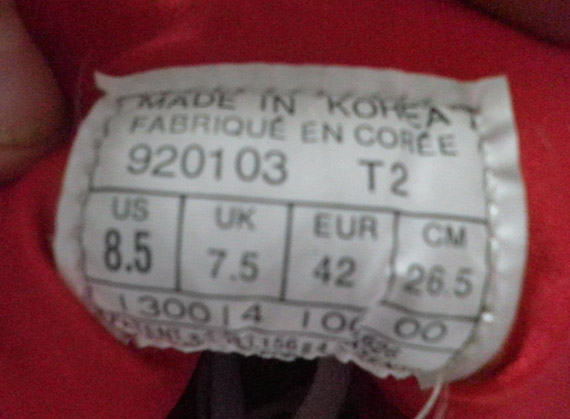 MADE IN KOREA
FABRIQUÉ EN CORÉE
920103 T2
US UK EUR CM
8.5 7.5 42 26.5
130014 00